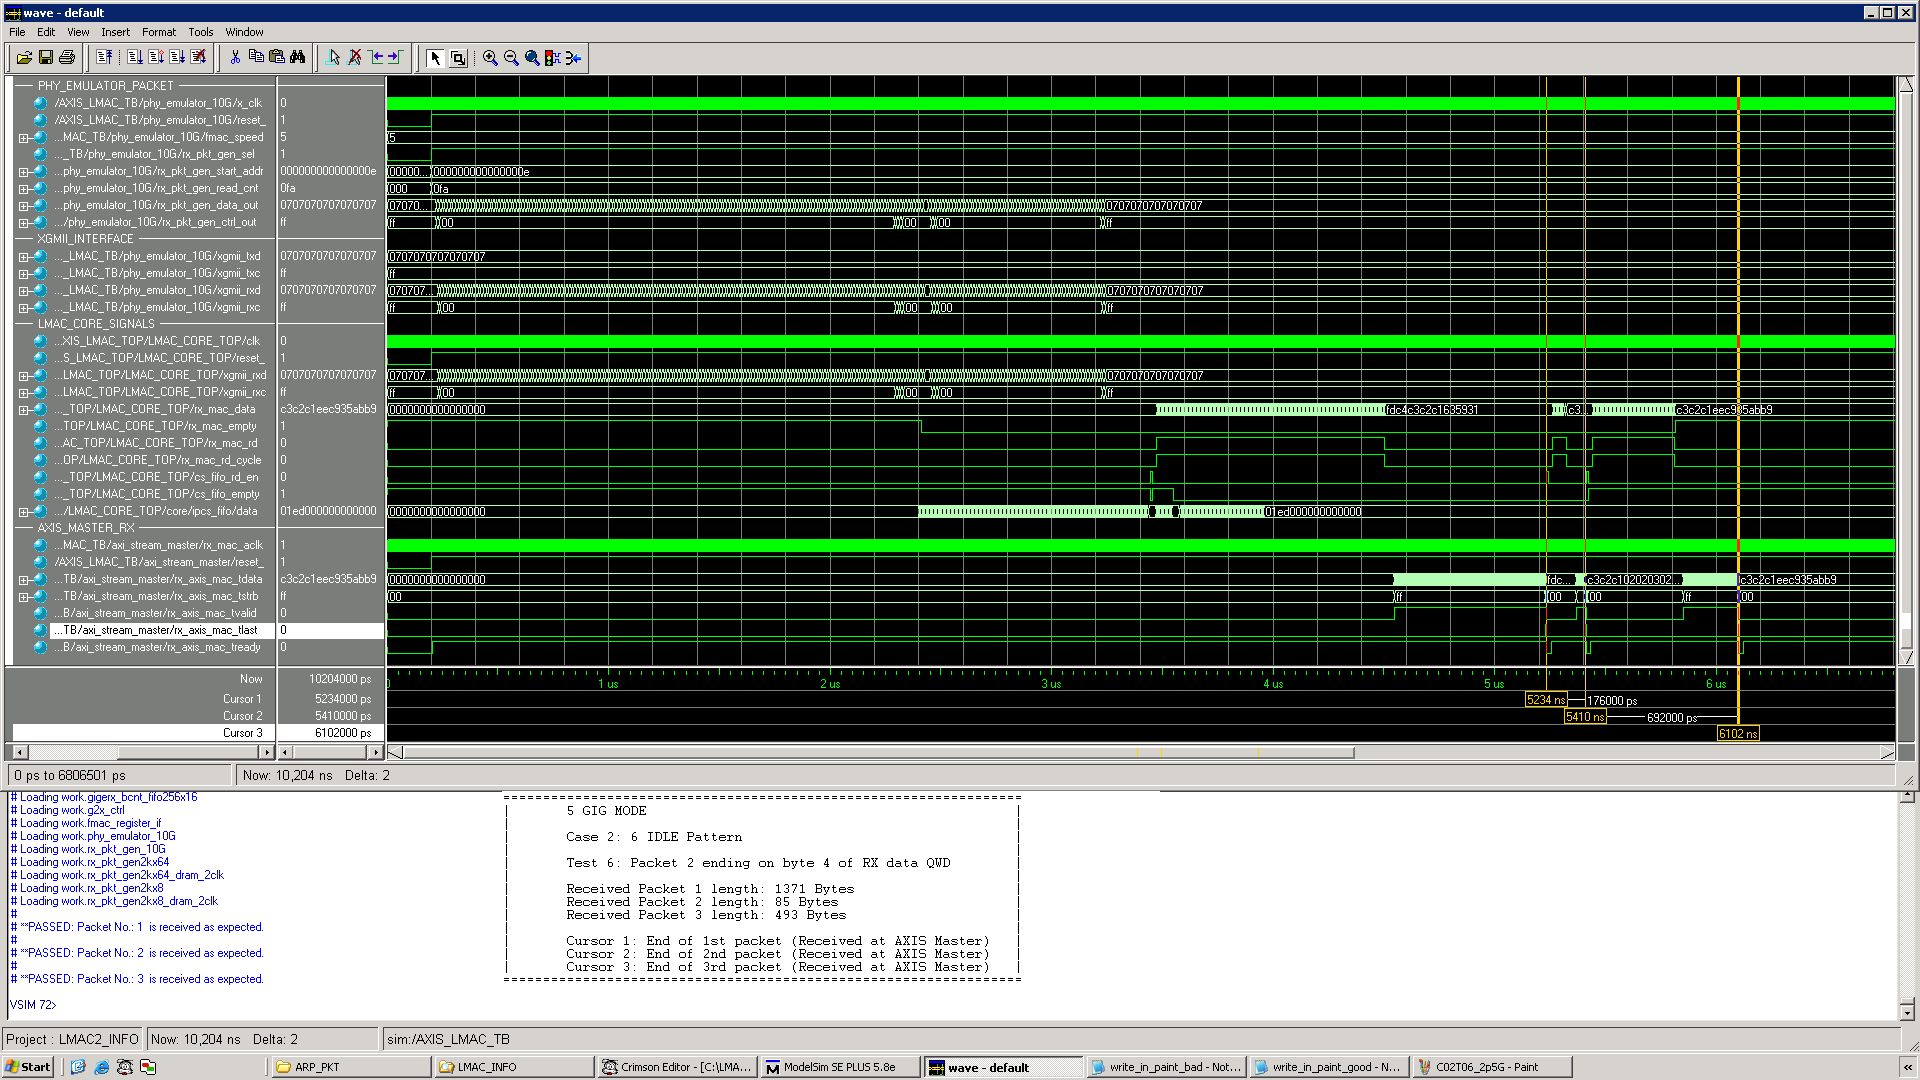 wave - default
File Edit View Insert Format Tools Window
PHY_EMULATOR_PACKET
/AXIS_LMAC_TB/phy_emulator_10G/x_clk 0
/AXIS_LMAC_TB/phy_emulator_10G/reset_ 1
...MAC_TB/phy_emulator_10G/fmac_speed 5 5
..._TB/phy_emulator_10G/rx_pkt_gen_sel 1
...phy_emulator_10G/rx_pkt_gen_start_addr 000000000000000e 00000... 000000000000000e
...phy_emulator_10G/rx_pkt_gen_read_cnt 0fa 000 0fa
...phy_emulator_10G/rx_pkt_gen_data_out 0707070707070707 07070... 0707070707070707
.../phy_emulator_10G/rx_pkt_gen_ctrl_out ff ff 00 00 00 ff
XGMII_INTERFACE
..._LMAC_TB/phy_emulator_10G/xgmii_txd 0707070707070707 0707070707070707
..._LMAC_TB/phy_emulator_10G/xgmii_txc ff ff
..._LMAC_TB/phy_emulator_10G/xgmii_rxd 0707070707070707 070707... 0707070707070707
..._LMAC_TB/phy_emulator_10G/xgmii_rxc ff ff 00 00 00 ff
LMAC_CORE_SIGNALS
...XIS_LMAC_TOP/LMAC_CORE_TOP/clk 0
...S_LMAC_TOP/LMAC_CORE_TOP/reset_ 1
...LMAC_TOP/LMAC_CORE_TOP/xgmii_rxd 0707070707070707 070707... 0707070707070707
...LMAC_TOP/LMAC_CORE_TOP/xgmii_rxc ff ff 00 00 00 ff
..._TOP/LMAC_CORE_TOP/rx_mac_data c3c2c1eec935abb9 0000000000000000 fdc4c3c2c1635931 c3... c3c2c1eec935abb9
...TOP/LMAC_CORE_TOP/rx_mac_empty 1
...AC_TOP/LMAC_CORE_TOP/rx_mac_rd 0
...OP/LMAC_CORE_TOP/rx_mac_rd_cycle 0
..._TOP/LMAC_CORE_TOP/cs_fifo_rd_en 0
..._TOP/LMAC_CORE_TOP/cs_fifo_empty 1
.../LMAC_CORE_TOP/core/ipcs_fifo/data 01ed000000000000 0000000000000000 01ed000000000000
AXIS_MASTER_RX
...MAC_TB/axi_stream_master/rx_mac_aclk 1
/AXIS_LMAC_TB/axi_stream_master/reset_ 1
...TB/axi_stream_master/rx_axis_mac_tdata c3c2c1eec935abb9 0000000000000000 fdc... c3c2c102020302... c3c2c1eec935abb9
...TB/axi_stream_master/rx_axis_mac_tstrb ff 00 ff 00 00 ff 00
...B/axi_stream_master/rx_axis_mac_tvalid 0
...TB/axi_stream_master/rx_axis_mac_tlast 0
...B/axi_stream_master/rx_axis_mac_tready 0
Now 10204000 ps 0 1 us 2 us 3 us 4 us 5 us 6 us
Cursor 1 5234000 ps 5234 ns 176000 ps
Cursor 2 5410000 ps 5410 ns 692000 ps
Cursor 3 6102000 ps 6102 ns
0 ps to 6806501 ps Now: 10,204 ns Delta: 2
# Loading work.gigerx_bcnt_fifo256x16
# Loading work.g2x_ctrl
# Loading work.fmac_register_if
# Loading work.phy_emulator_10G
# Loading work.rx_pkt_gen_10G
# Loading work.rx_pkt_gen2kx64
# Loading work.rx_pkt_gen2kx64_dram_2clk
# Loading work.rx_pkt_gen2kx8
# Loading work.rx_pkt_gen2kx8_dram_2clk
#
# **PASSED: Packet No.: 1 is received as expected.
#
# **PASSED: Packet No.: 2 is received as expected.
#
# **PASSED: Packet No.: 3 is received as expected.
VSIM 72>
5 GIG MODE
Case 2: 6 IDLE Pattern
Test 6: Packet 2 ending on byte 4 of RX data QWD
Received Packet 1 length: 1371 Bytes
Received Packet 2 length: 85 Bytes
Received Packet 3 length: 493 Bytes
Cursor 1: End of 1st packet (Received at AXIS Master)
Cursor 2: End of 2nd packet (Received at AXIS Master)
Cursor 3: End of 3rd packet (Received at AXIS Master)
Project : LMAC2_INFO Now: 10,204 ns Delta: 2 sim:/AXIS_LMAC_TB
Start ARP_PKT LMAC_INFO Crimson Editor - [C:\LMA... ModelSim SE PLUS 5.8e wave - default write_in_paint_bad - Not... write_in_paint_good - N... C02T06_2p5G - Paint